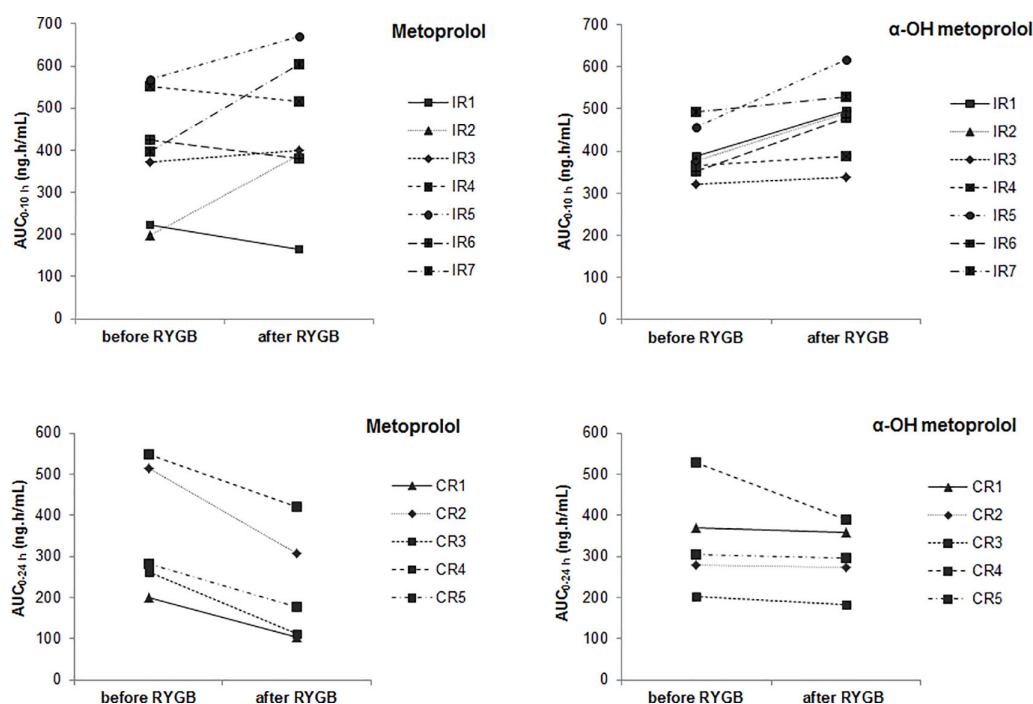 Metoprolol
AUC0-10 h (ng.h/mL)
700
600
500
400
300
200
100
0
before RYGB
after RYGB
IR1
IR2
IR3
IR4
IR5
IR6
IR7
α-OH metoprolol
AUC0-10 h (ng.h/mL)
700
600
500
400
300
200
100
0
before RYGB
after RYGB
IR1
IR2
IR3
IR4
IR5
IR6
IR7
Metoprolol
AUC0-24 h (ng.h/mL)
600
500
400
300
200
100
0
before RYGB
after RYGB
CR1
CR2
CR3
CR4
CR5
α-OH metoprolol
AUC0-24 h (ng.h/mL)
600
500
400
300
200
100
0
before RYGB
after RYGB
CR1
CR2
CR3
CR4
CR5